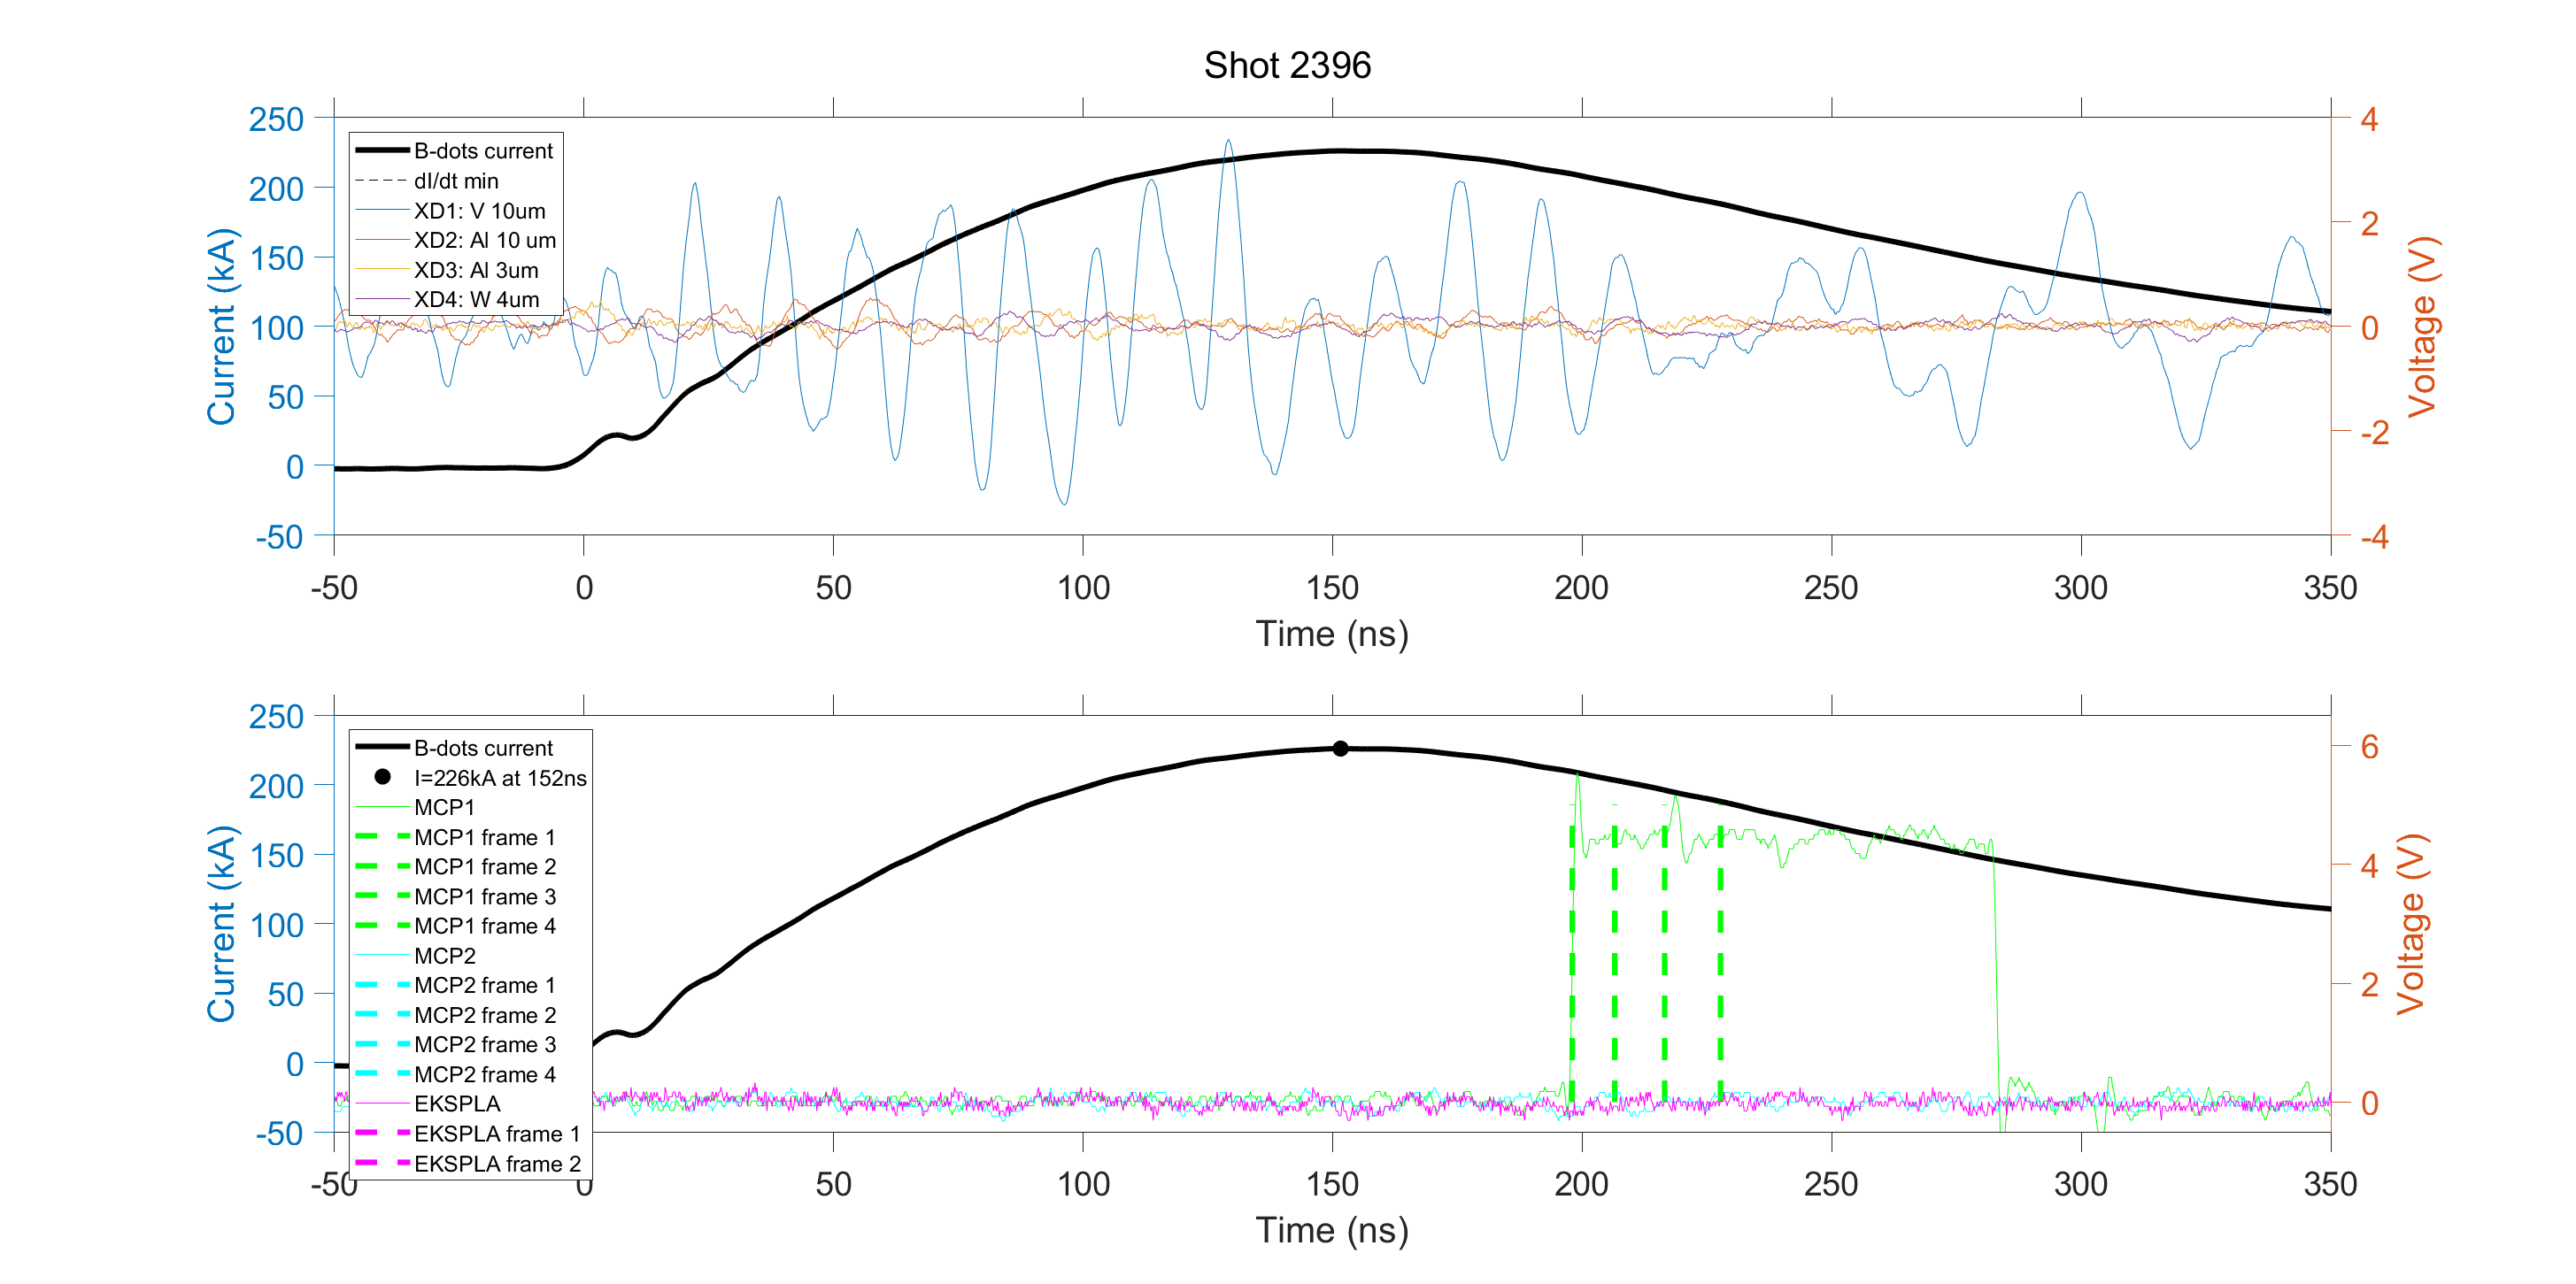 Shot 2396
250
200
150
100
50
0
-50
Current (kA)
B-dots current
dI/dt min
XD1: V 10um
XD2: Al 10 um
XD3: Al 3um
XD4: W 4um
4
2
0
-2
-4
Voltage (V)
-50 0 50 100 150 200 250 300 350
Time (ns)
250
200
150
100
50
0
-50
Current (kA)
B-dots current
I=226kA at 152ns
MCP1
MCP1 frame 1
MCP1 frame 2
MCP1 frame 3
MCP1 frame 4
MCP2
MCP2 frame 1
MCP2 frame 2
MCP2 frame 3
MCP2 frame 4
EKSPLA
EKSPLA frame 1
EKSPLA frame 2
6
4
2
0
Voltage (V)
-50 0 50 100 150 200 250 300 350
Time (ns)